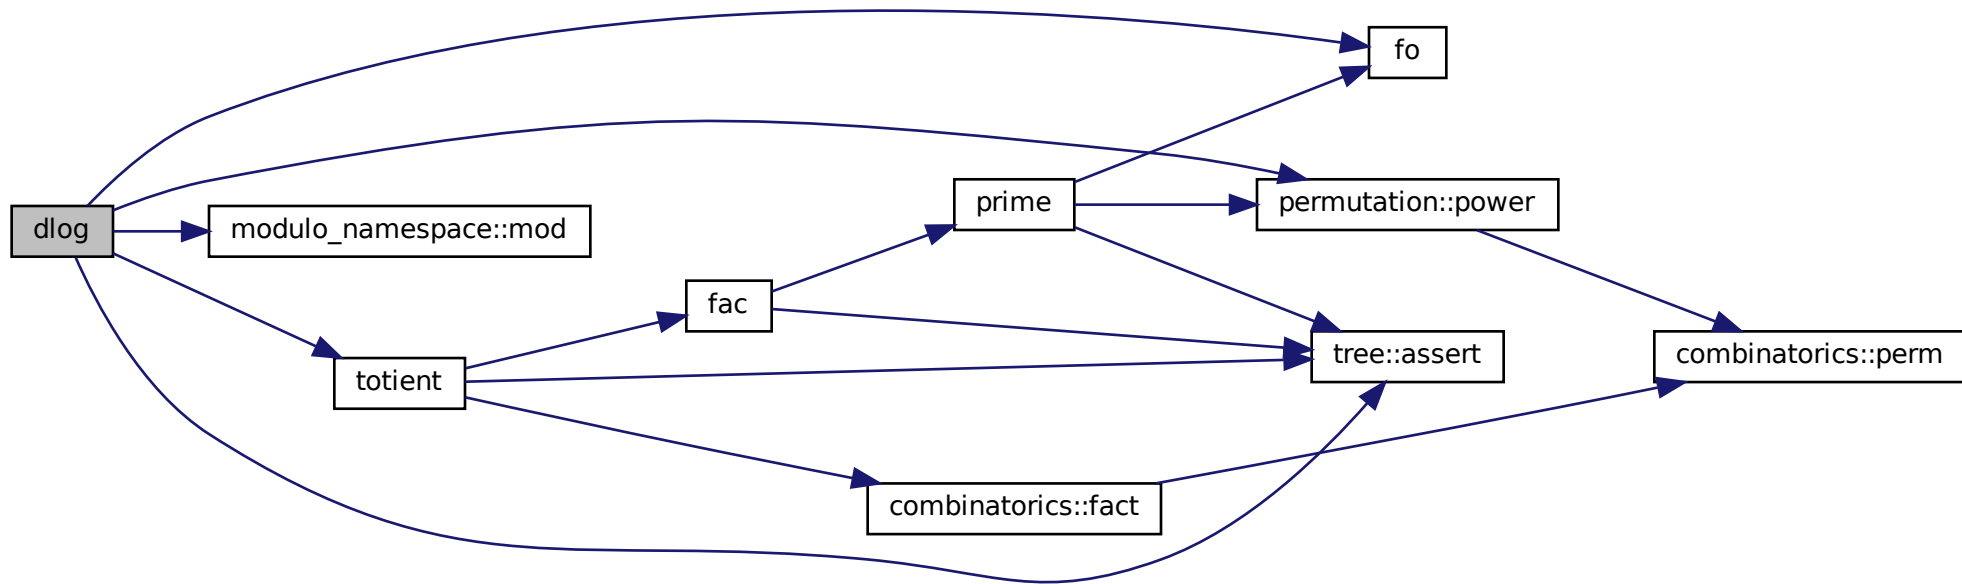 fo
prime
permutation::power
dlog
modulo_namespace::mod
fac
tree::assert
combinatorics::perm
totient
combinatorics::fact